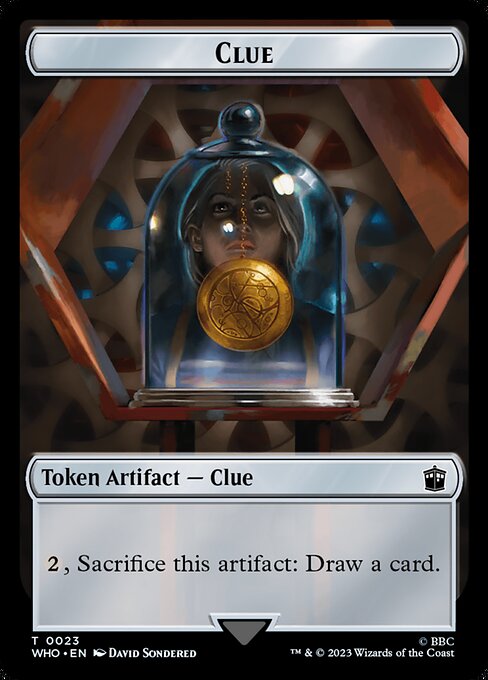 CLUE
Token Artifact — Clue
2, Sacrifice this artifact: Draw a card.
T 0023
WHO • EN DAVID SONDERED
© BBC
™ & © 2023 Wizards of the Coast